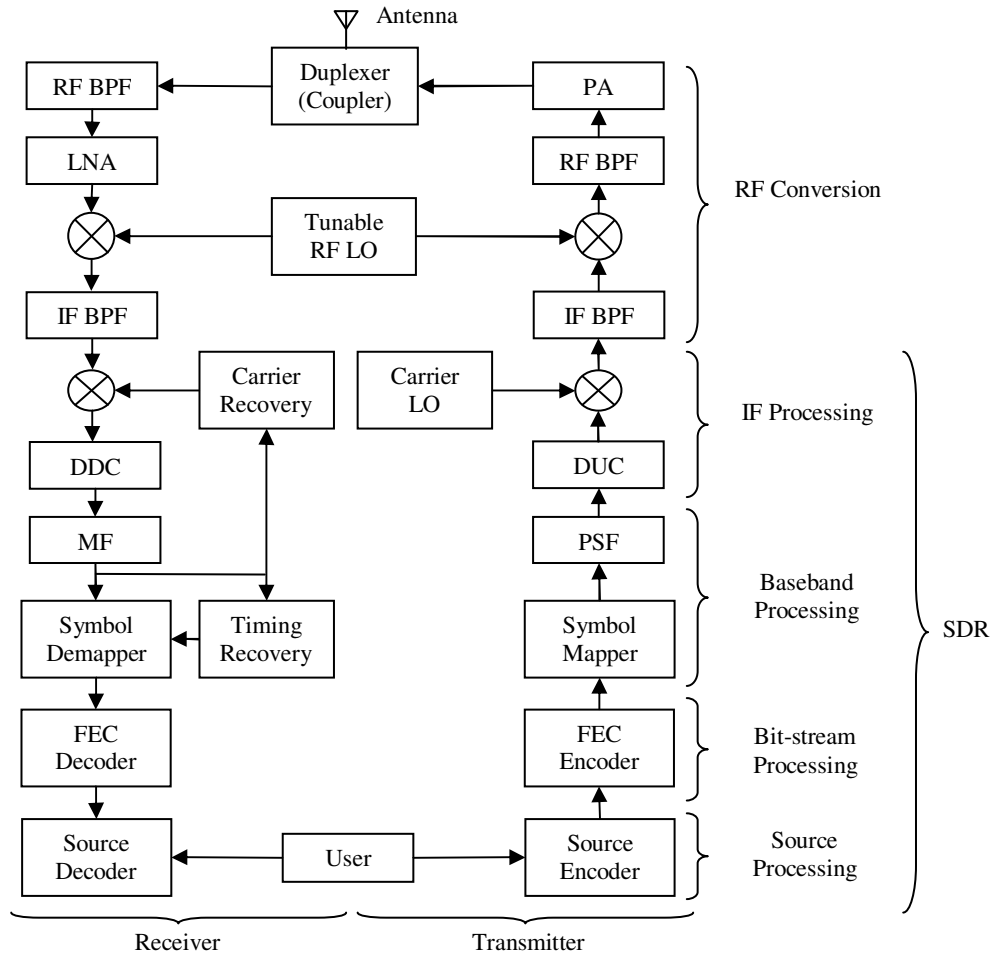 Antenna
RF BPF
Duplexer
(Coupler)
PA
LNA
RF BPF
RF Conversion
Tunable
RF LO
IF BPF
IF BPF
Carrier
Recovery
Carrier
LO
IF Processing
DDC
DUC
MF
PSF
Baseband
Processing
Symbol
Demapper
Timing
Recovery
Symbol
Mapper
SDR
FEC
Decoder
FEC
Encoder
Bit-stream
Processing
Source
Decoder
User
Source
Encoder
Source
Processing
Receiver
Transmitter